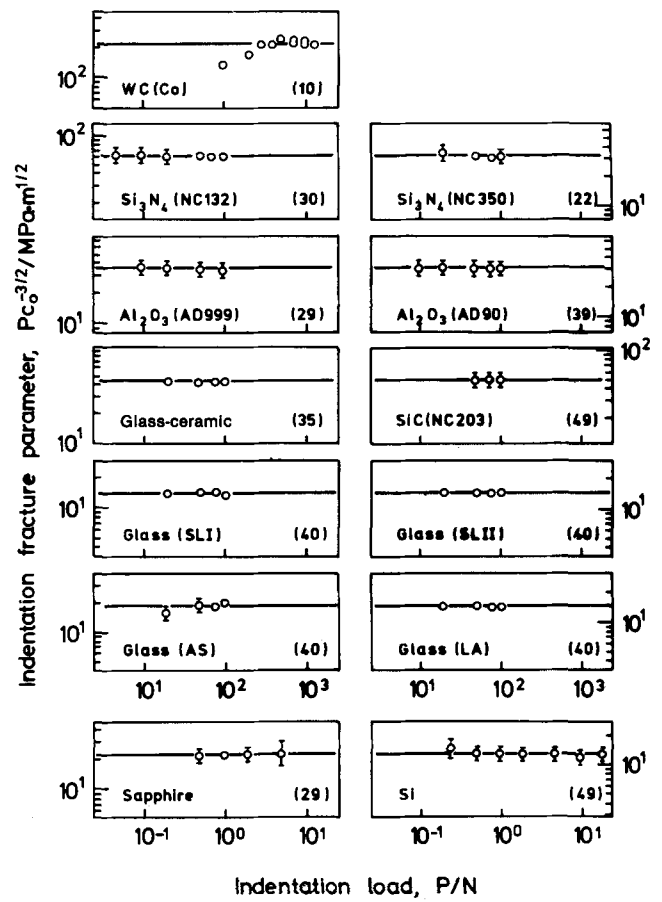 Indentation fracture parameter, Pc₀^-3/2/MPa·m^1/2
10²
WC (Co) (10)
10²
Si₃N₄ (NC132) (30)
Si₃N₄ (NC350) (22)
10¹
Al₂O₃ (AD999) (29)
10¹
Al₂O₃ (AD90) (39)
10¹
Glass-ceramic (35)
10¹
10²
SiC(NC203) (49)
10¹
Glass (SLI) (40)
10¹
Glass (SLII) (40)
10¹
Glass (AS) (40)
10¹
Glass (LA) (40)
10¹ 10² 10³
10¹ 10² 10³
Sapphire (29)
10¹
Si (49)
10¹
10⁻¹ 10⁰ 10¹
10⁻¹ 10⁰ 10¹
Indentation load, P/N